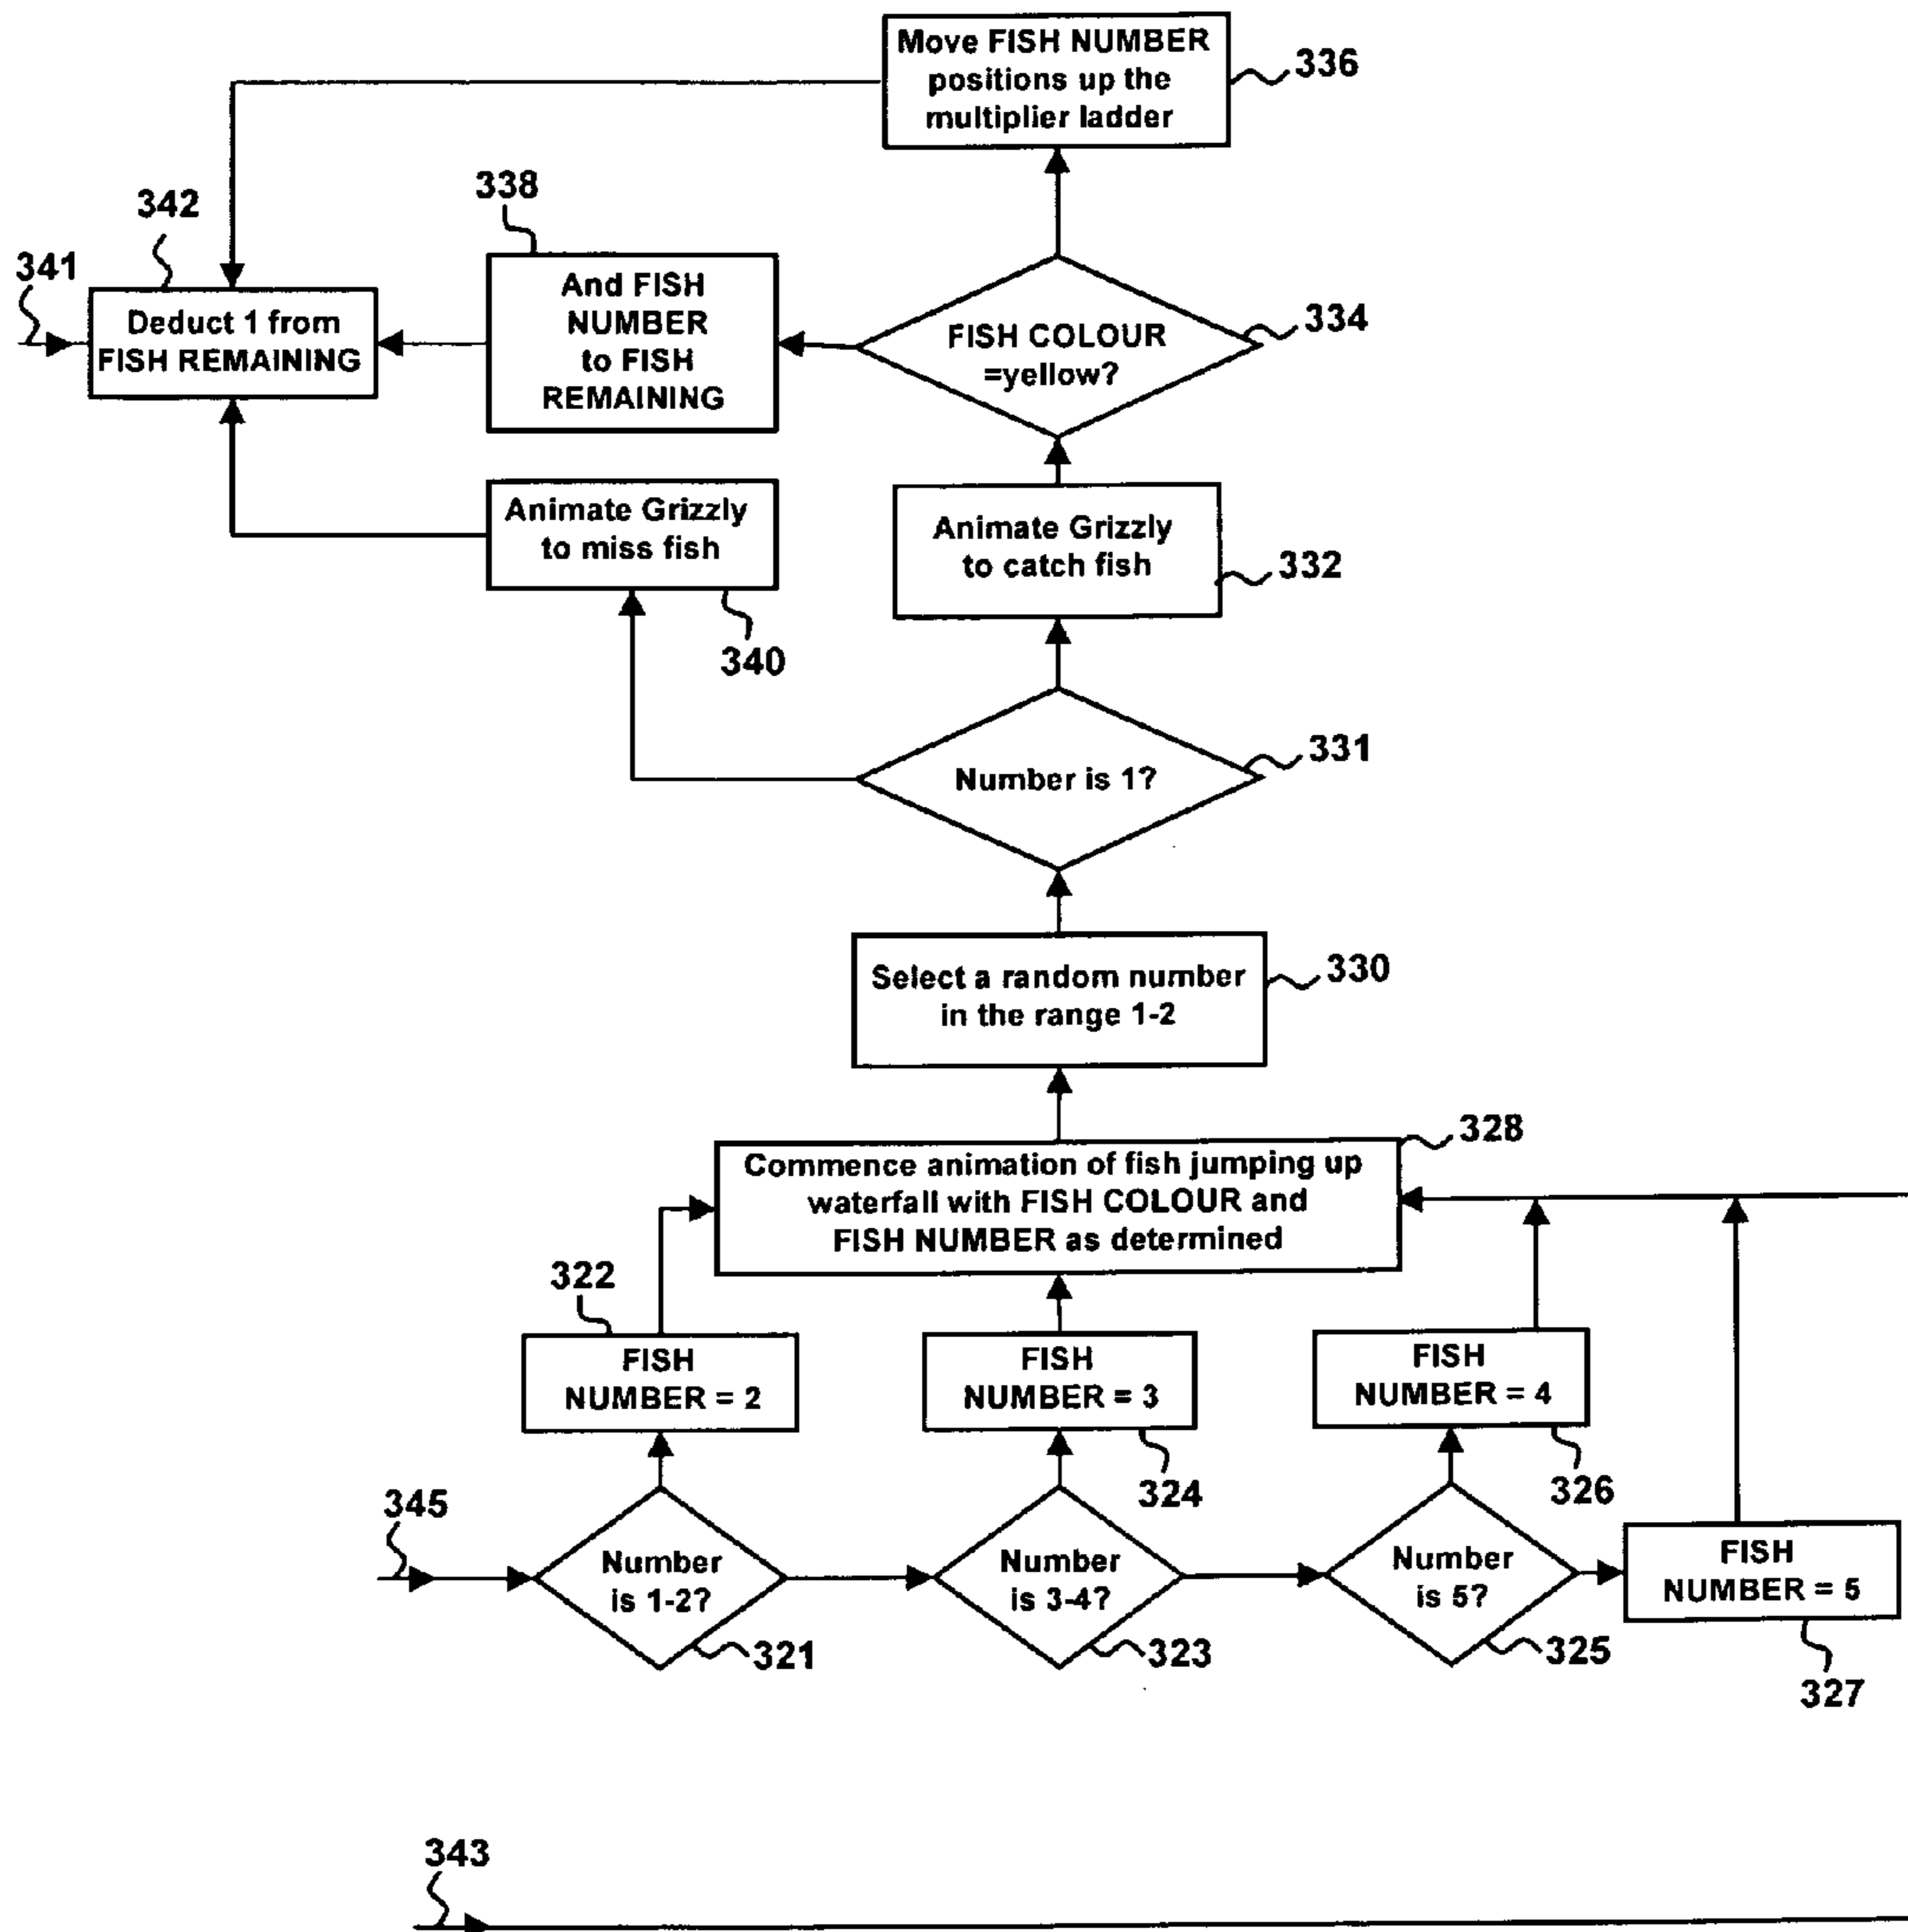 Move FISH NUMBER
positions up the
multiplier ladder
336
338
342
341
Deduct 1 from
FISH REMAINING
And FISH
NUMBER
to FISH
REMAINING
FISH COLOUR
=yellow?
334
Animate Grizzly
to miss fish
340
Animate Grizzly
to catch fish
332
Number is 1?
331
Select a random number
in the range 1-2
330
328
Commence animation of fish jumping up
waterfall with FISH COLOUR and
FISH NUMBER as determined
322
FISH
NUMBER = 2
FISH
NUMBER = 3
324
FISH
NUMBER = 4
326
345
Number
is 1-2?
321
Number
is 3-4?
323
Number
is 5?
325
FISH
NUMBER = 5
327
343